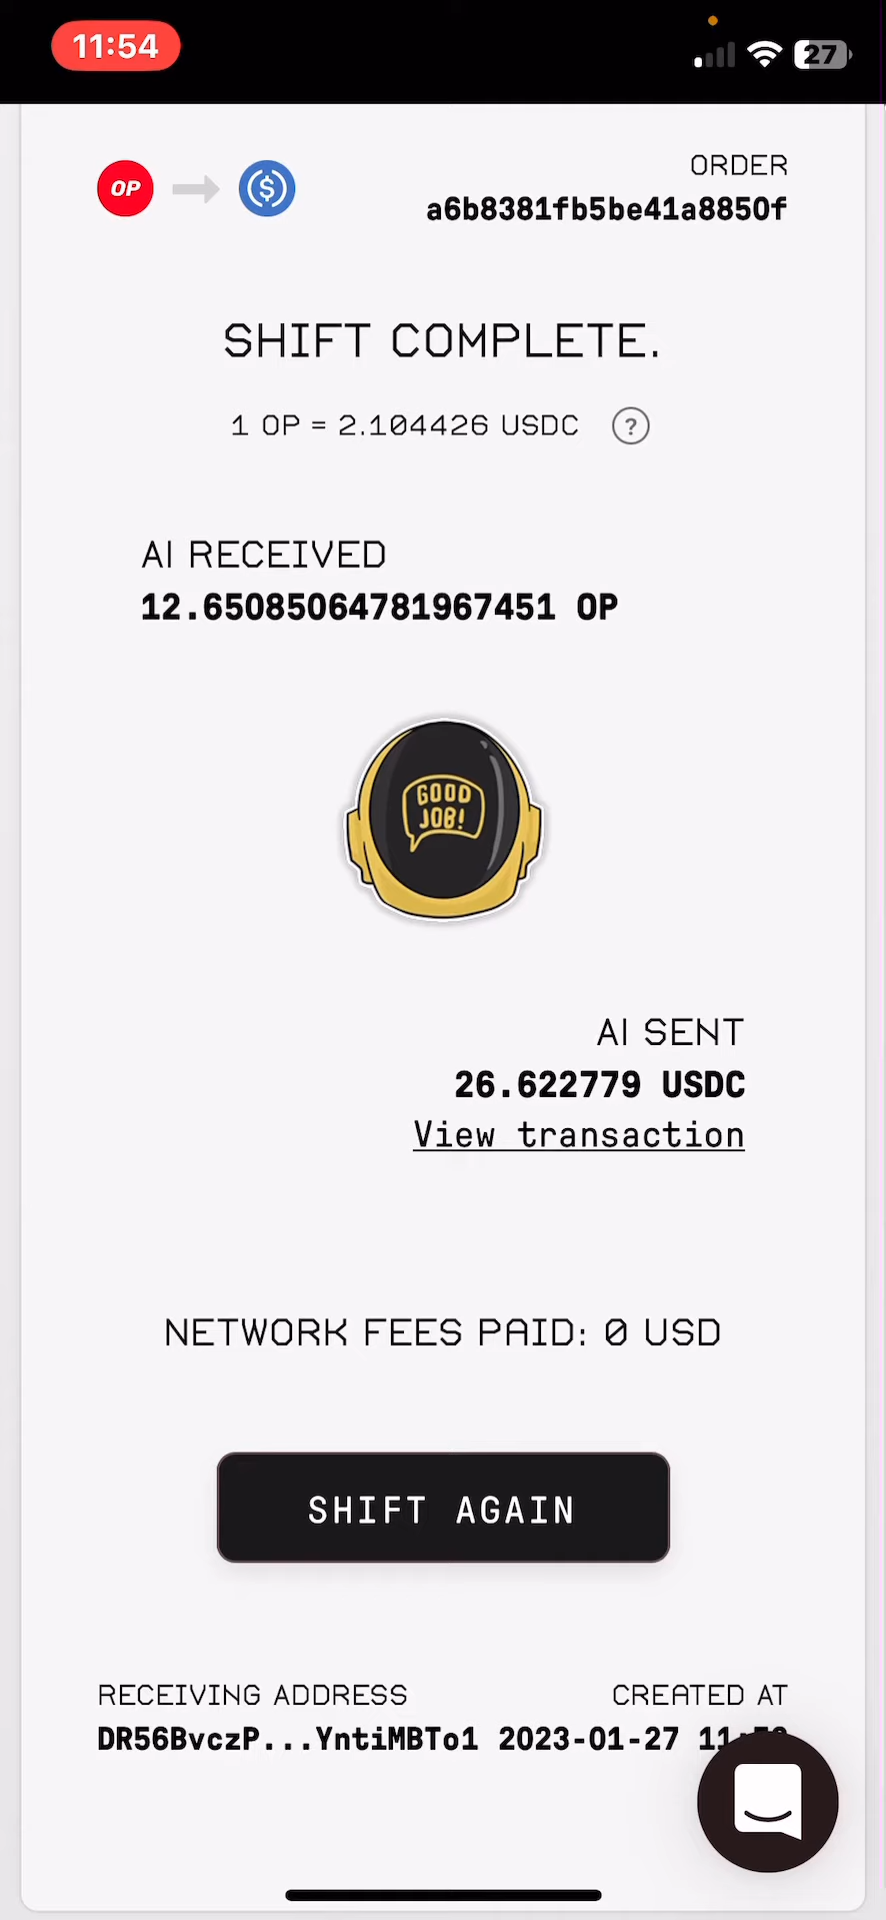 11:54
27
OP
ORDER
a6b8381fb5be41a8850f
SHIFT COMPLETE.
1 OP = 2.104426 USDC ?
AI RECEIVED
12.65085064781967451 OP
GOOD
JOB!
AI SENT
26.622779 USDC
View transaction
NETWORK FEES PAID: 0 USD
SHIFT AGAIN
RECEIVING ADDRESS
DR56BvczP...YntiMBTo1
CREATED AT
2023-01-27